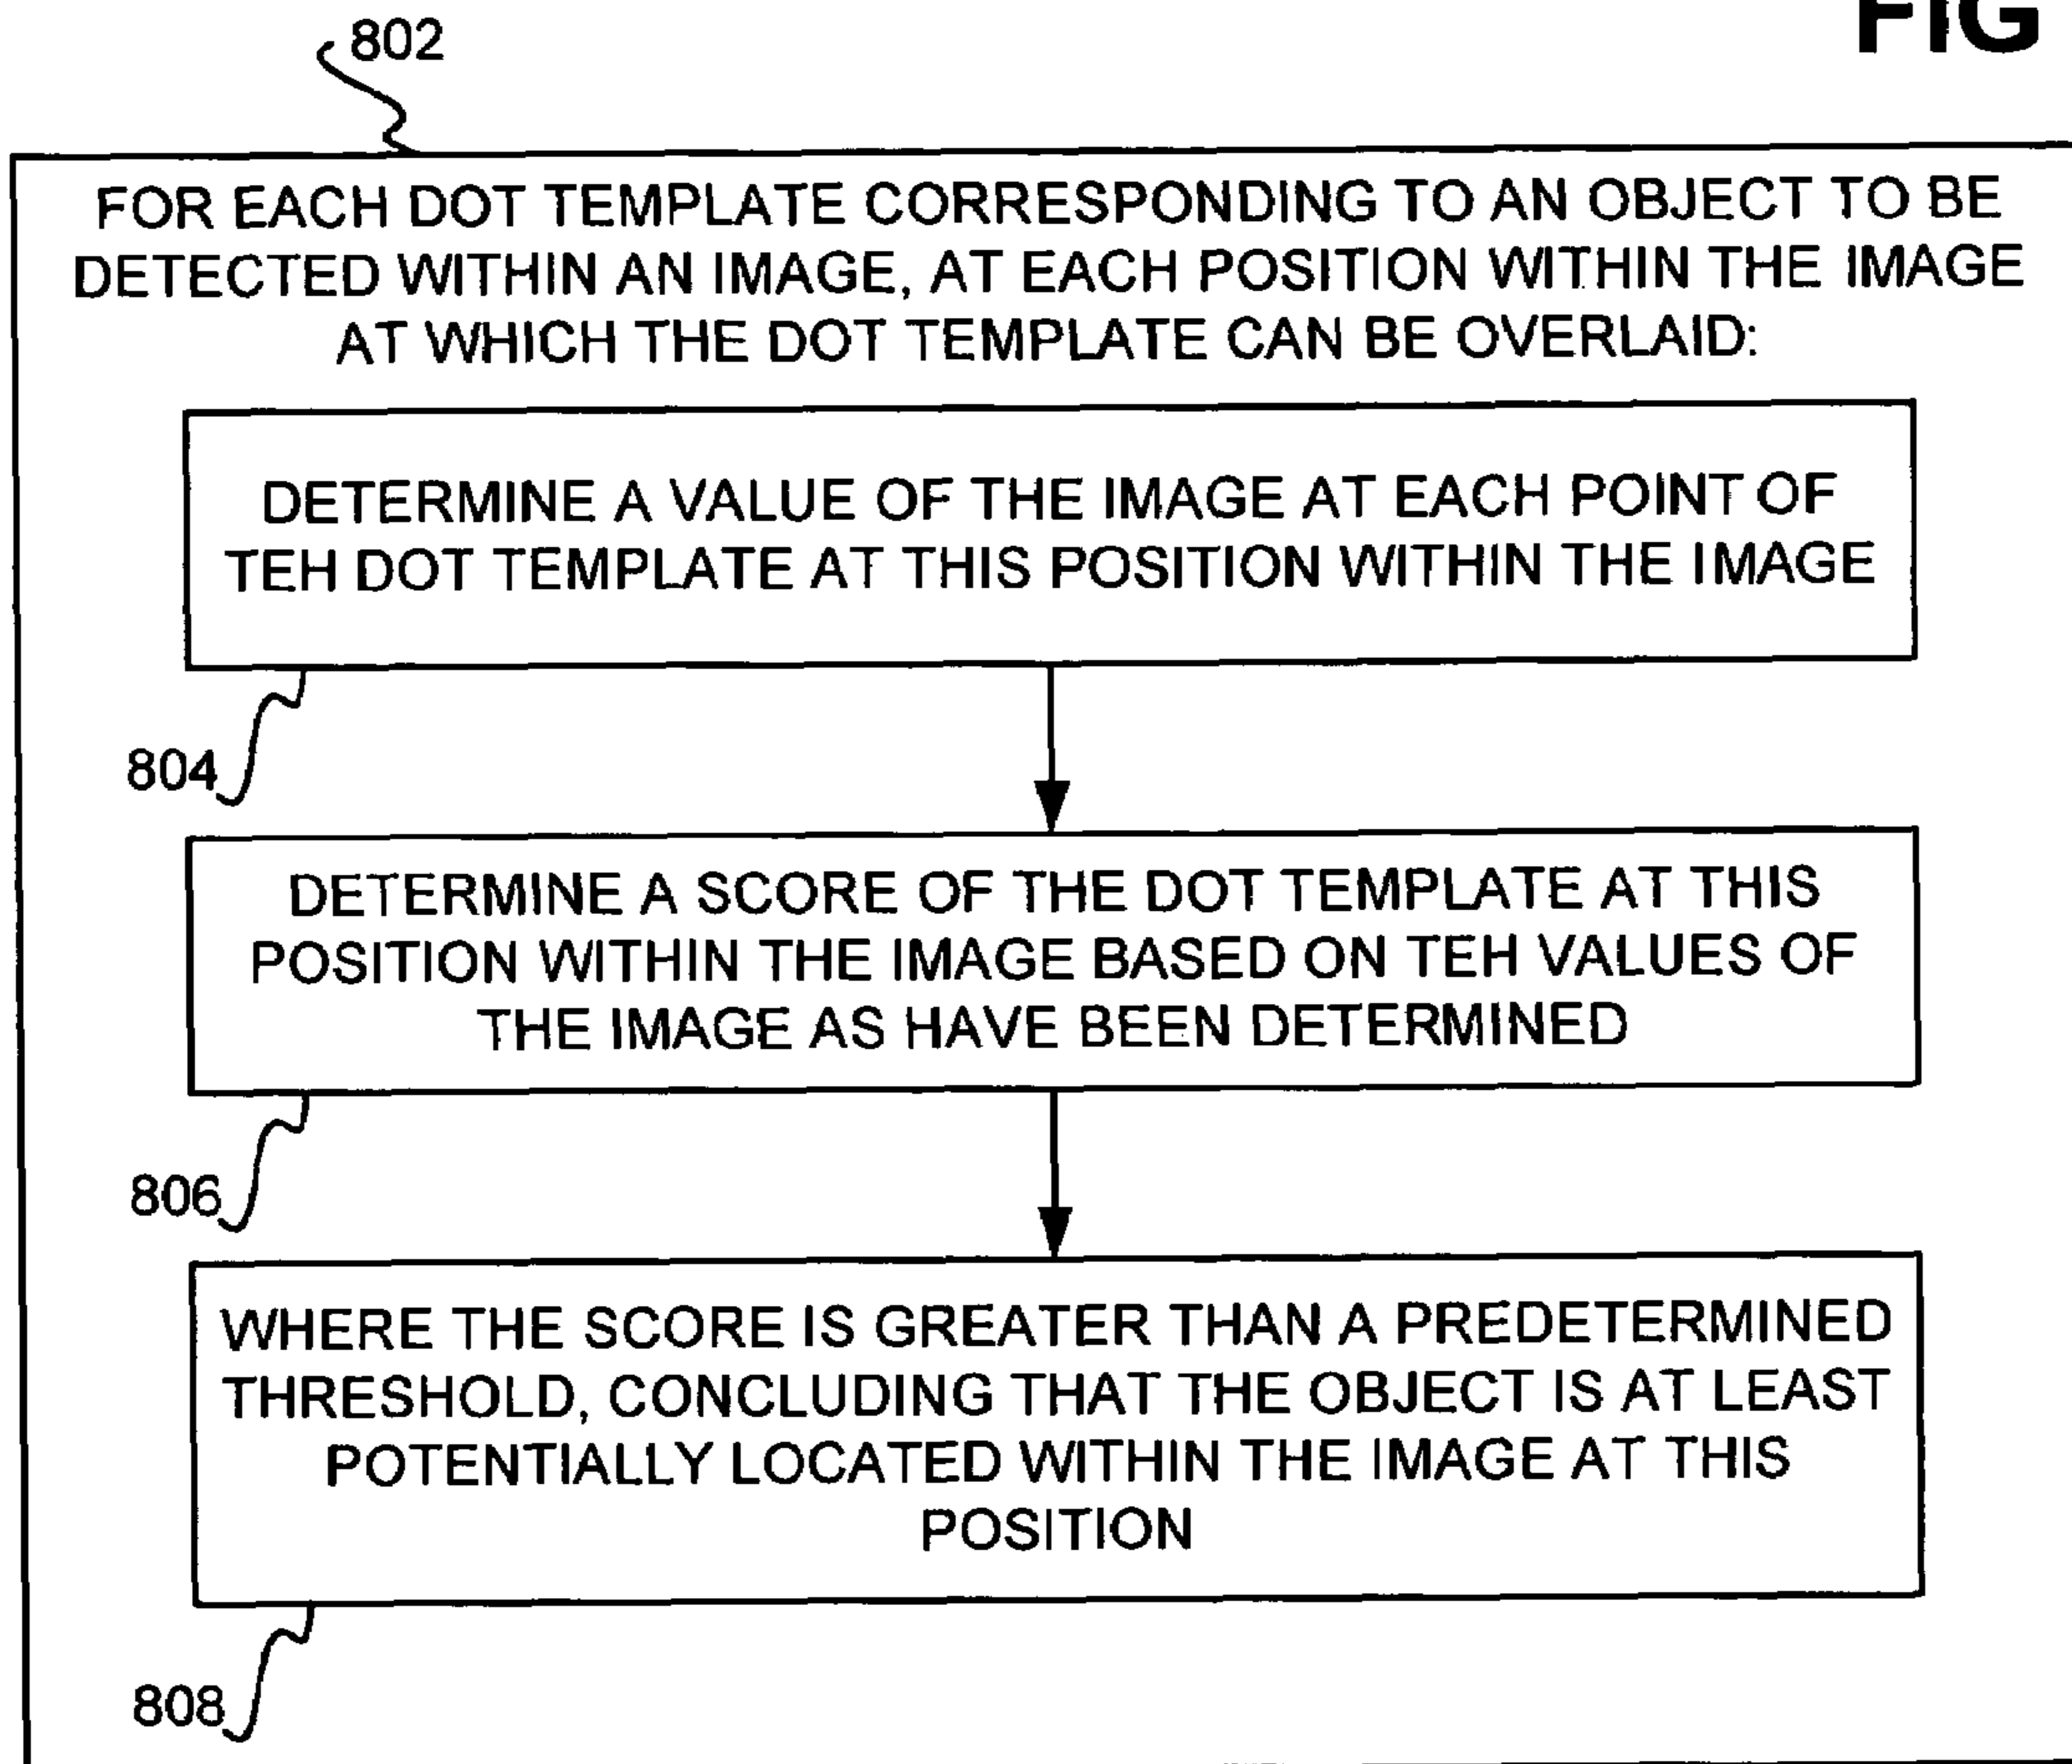 FIG
802
FOR EACH DOT TEMPLATE CORRESPONDING TO AN OBJECT TO BE
DETECTED WITHIN AN IMAGE, AT EACH POSITION WITHIN THE IMAGE
AT WHICH THE DOT TEMPLATE CAN BE OVERLAID:
DETERMINE A VALUE OF THE IMAGE AT EACH POINT OF
TEH DOT TEMPLATE AT THIS POSITION WITHIN THE IMAGE
804
DETERMINE A SCORE OF THE DOT TEMPLATE AT THIS
POSITION WITHIN THE IMAGE BASED ON TEH VALUES OF
THE IMAGE AS HAVE BEEN DETERMINED
806
WHERE THE SCORE IS GREATER THAN A PREDETERMINED
THRESHOLD, CONCLUDING THAT THE OBJECT IS AT LEAST
POTENTIALLY LOCATED WITHIN THE IMAGE AT THIS
POSITION
808